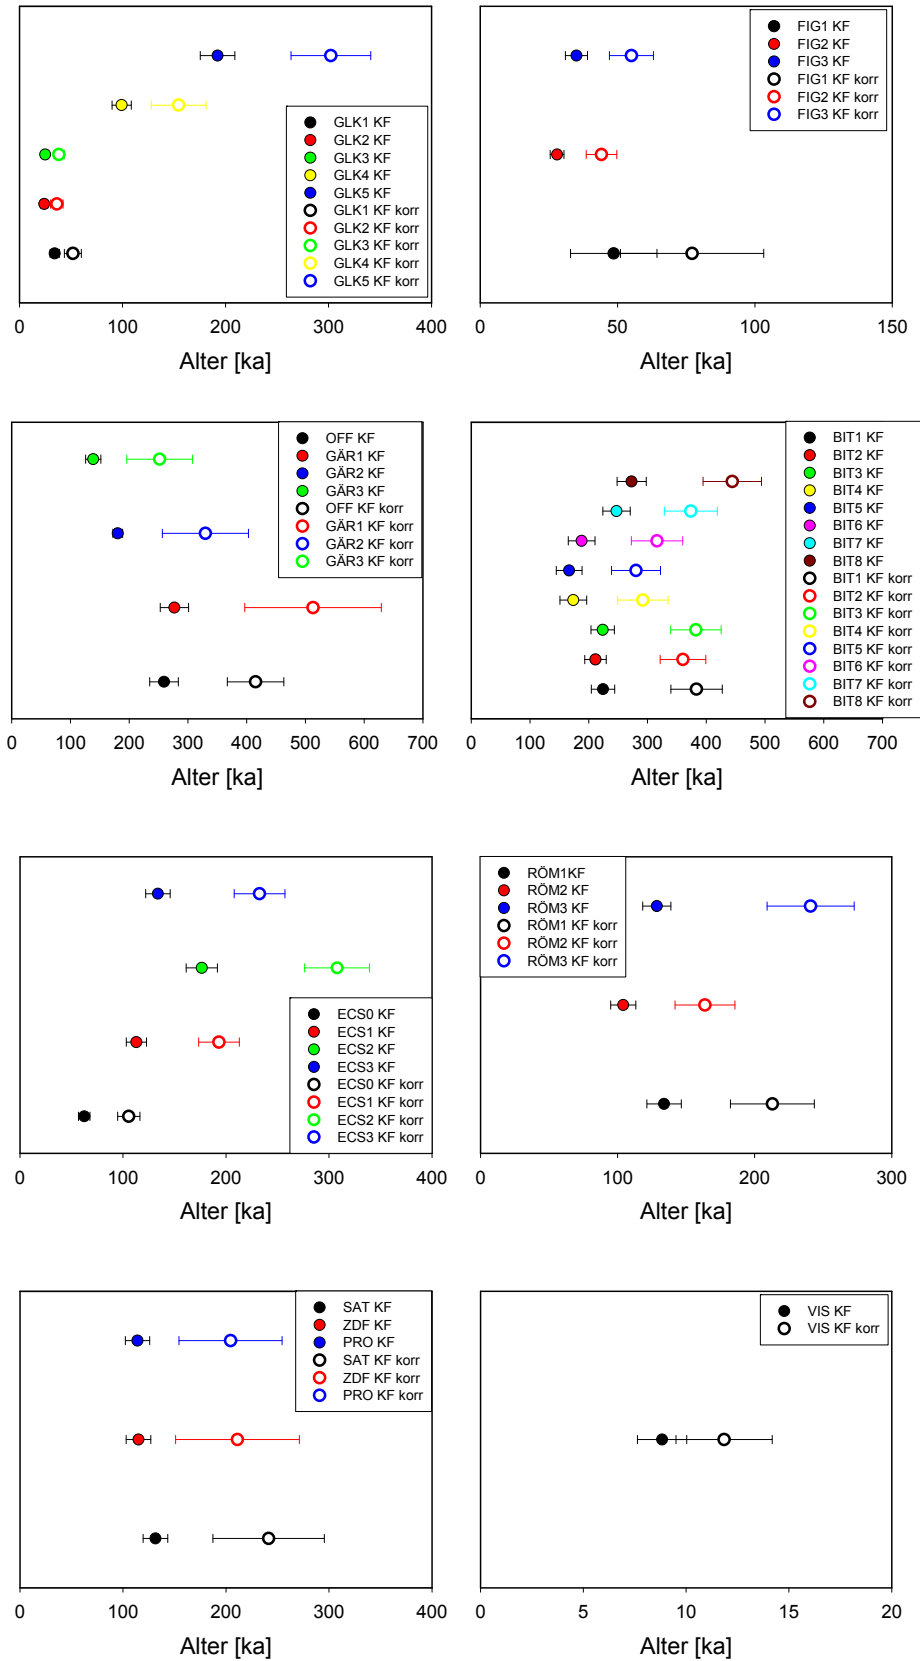 GLK1 KF
GLK2 KF
GLK3 KF
GLK4 KF
GLK5 KF
GLK1 KF korr
GLK2 KF korr
GLK3 KF korr
GLK4 KF korr
GLK5 KF korr
0 100 200 300 400
Alter [ka]
FIG1 KF
FIG2 KF
FIG3 KF
FIG1 KF korr
FIG2 KF korr
FIG3 KF korr
0 50 100 150
Alter [ka]
OFF KF
GÄR1 KF
GÄR2 KF
GÄR3 KF
OFF KF korr
GÄR1 KF korr
GÄR2 KF korr
GÄR3 KF korr
0 100 200 300 400 500 600 700
Alter [ka]
BIT1 KF
BIT2 KF
BIT3 KF
BIT4 KF
BIT5 KF
BIT6 KF
BIT7 KF
BIT8 KF
BIT1 KF korr
BIT2 KF korr
BIT3 KF korr
BIT4 KF korr
BIT5 KF korr
BIT6 KF korr
BIT7 KF korr
BIT8 KF korr
0 100 200 300 400 500 600 700
Alter [ka]
ECS0 KF
ECS1 KF
ECS2 KF
ECS3 KF
ECS0 KF korr
ECS1 KF korr
ECS2 KF korr
ECS3 KF korr
0 100 200 300 400
Alter [ka]
RÖM1KF
RÖM2 KF
RÖM3 KF
RÖM1 KF korr
RÖM2 KF korr
RÖM3 KF korr
0 100 200 300
Alter [ka]
SAT KF
ZDF KF
PRO KF
SAT KF korr
ZDF KF korr
PRO KF korr
0 100 200 300 400
Alter [ka]
VIS KF
VIS KF korr
0 5 10 15 20
Alter [ka]